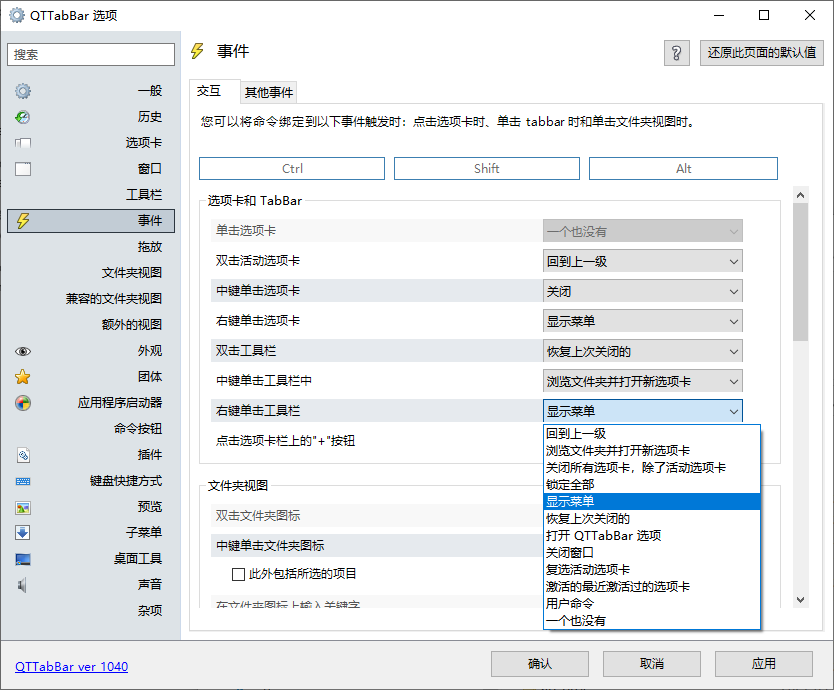 QTTabBar 选项
搜索
一般
历史
选项卡
窗口
工具栏
事件
拖放
文件夹视图
兼容的文件夹视图
额外的视图
外观
团体
应用程序启动器
命令按钮
插件
键盘快捷方式
预览
子菜单
桌面工具
声音
杂项
事件
?
还原此页面的默认值
交互
其他事件
您可以将命令绑定到以下事件触发时：点击选项卡时、单击 tabbar 时和单击文件夹视图时。
Ctrl
Shift
Alt
选项卡和 TabBar
单击选项卡
一个也没有
双击活动选项卡
回到上一级
中键单击选项卡
关闭
右键单击选项卡
显示菜单
双击工具栏
恢复上次关闭的
中键单击工具栏中
浏览文件夹并打开新选项卡
右键单击工具栏
显示菜单
点击选项卡栏上的"+"按钮
回到上一级
浏览文件夹并打开新选项卡
关闭所有选项卡，除了活动选项卡
锁定全部
显示菜单
恢复上次关闭的
打开 QTTabBar 选项
关闭窗口
复选活动选项卡
激活的最近激活过的选项卡
用户命令
一个也没有
文件夹视图
双击文件夹图标
中键单击文件夹图标
此外包括所选的项目
在文件夹图标上输入关键字
QTTabBar ver 1040
确认
取消
应用